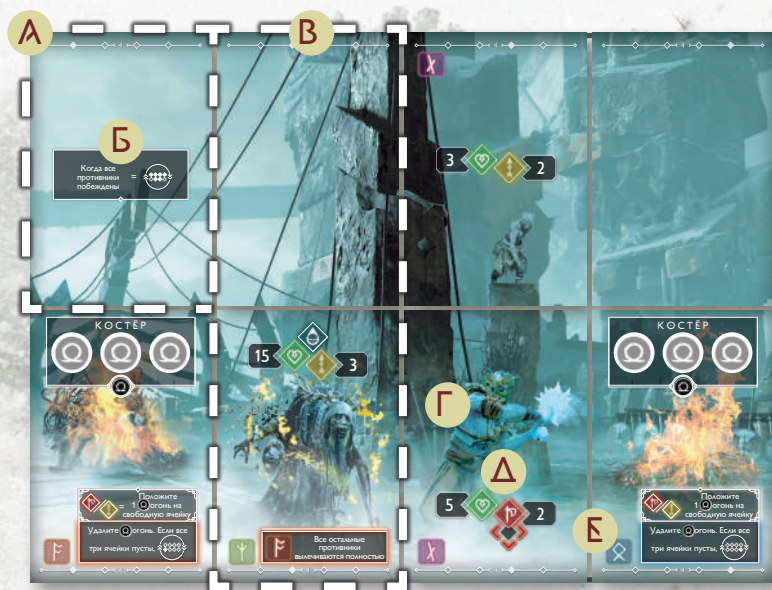 А
В
Б
Когда все
противники =
побеждены
3 2
КОСТЁР
Ω Ω Ω
Ω
15 3
Г
КОСТЁР
Ω Ω Ω
Ω
Д
Положите
= 1 Ω огонь на
свободную ячейку
Удалите Ω огонь. Если все
три ячейки пусты,
Все остальные
противники
вылечиваются полностью
5 2
Е
Положите
= 1 Ω огонь на
свободную ячейку
Удалите Ω огонь. Если все
три ячейки пусты,